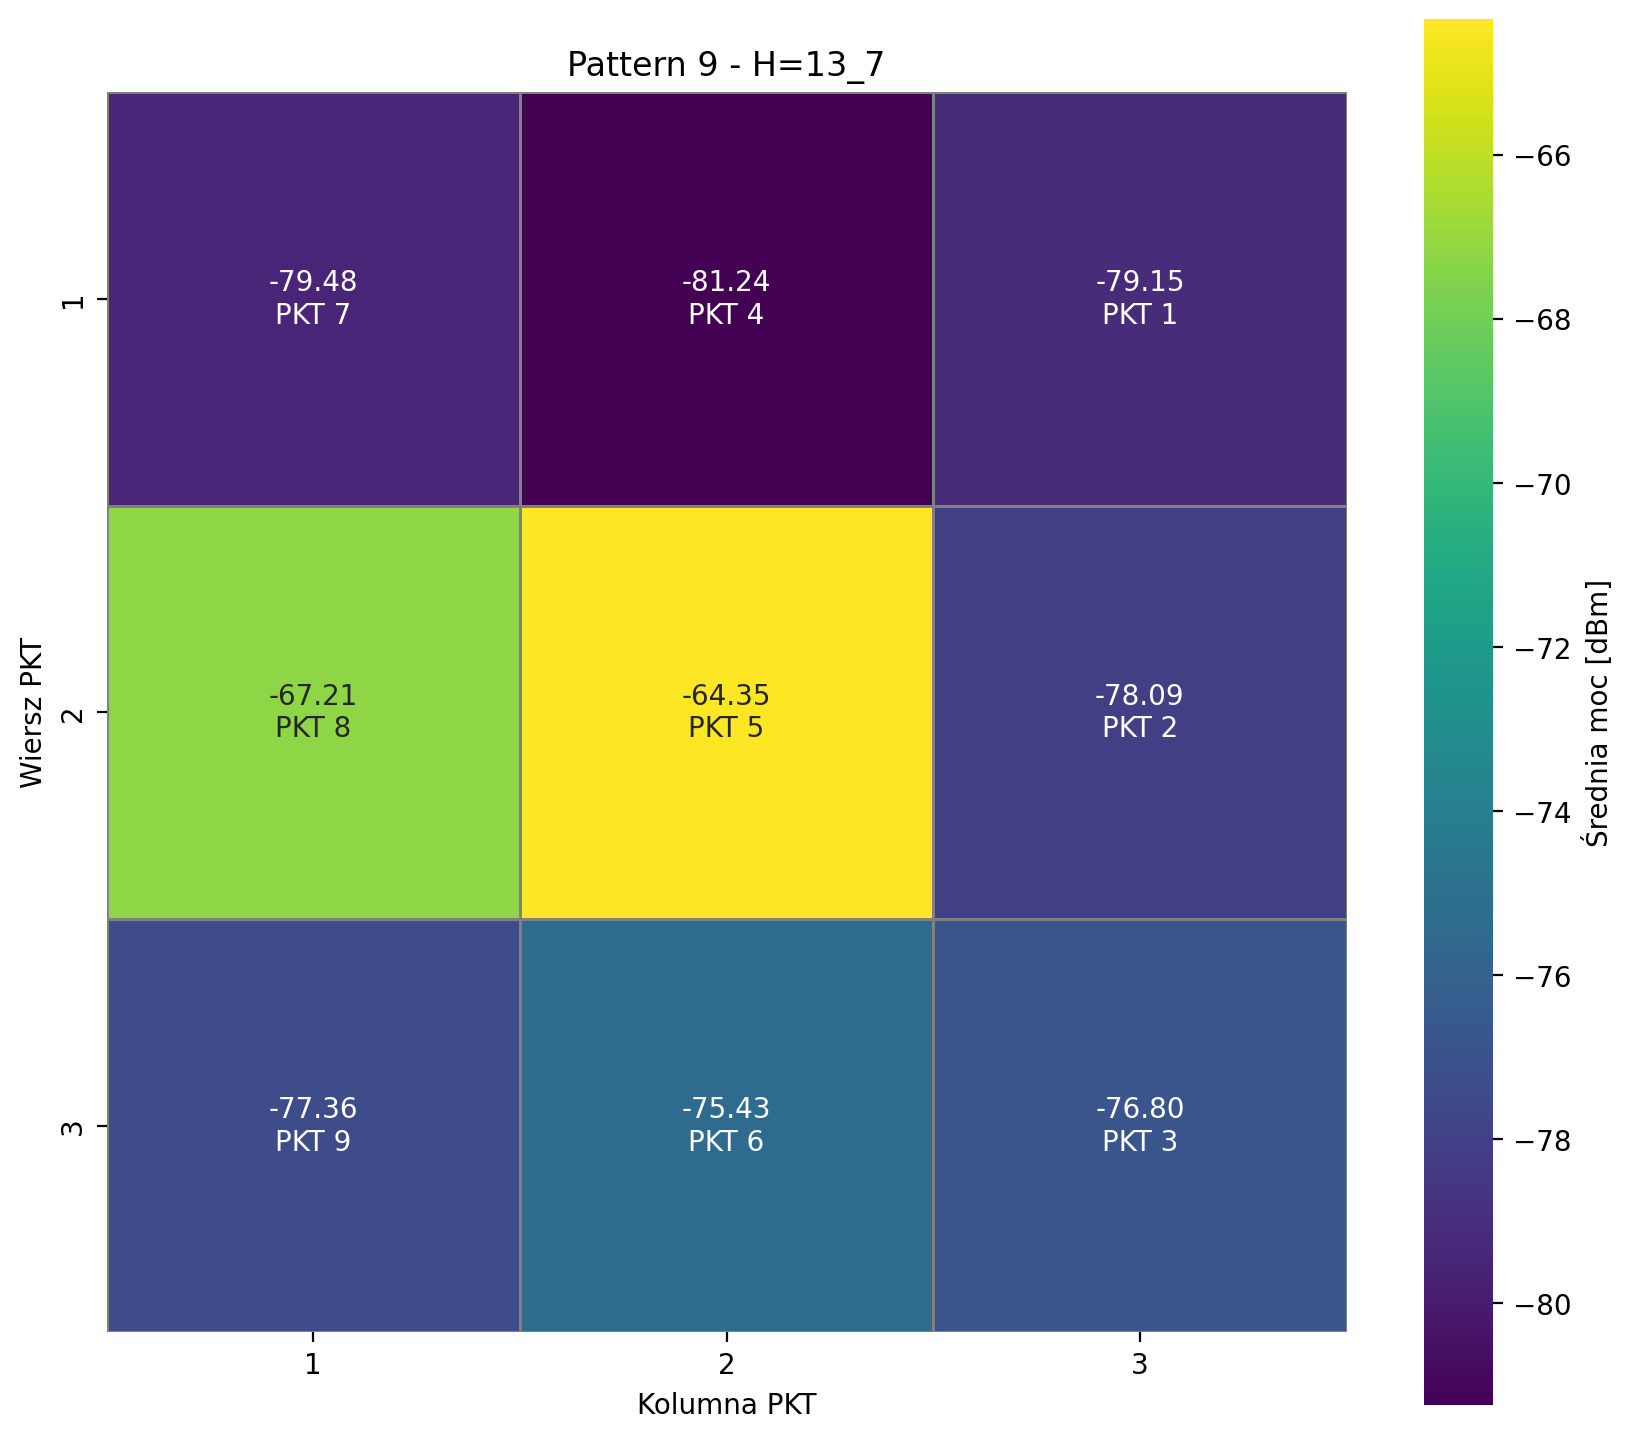 Pattern 9 - H=13_7
-79.48
PKT 7
-81.24
PKT 4
-79.15
PKT 1
-67.21
PKT 8
-64.35
PKT 5
-78.09
PKT 2
-77.36
PKT 9
-75.43
PKT 6
-76.80
PKT 3
1
2
3
Wiersz PKT
1
2
3
Kolumna PKT
−66
−68
−70
−72
−74
−76
−78
−80
Średnia moc [dBm]